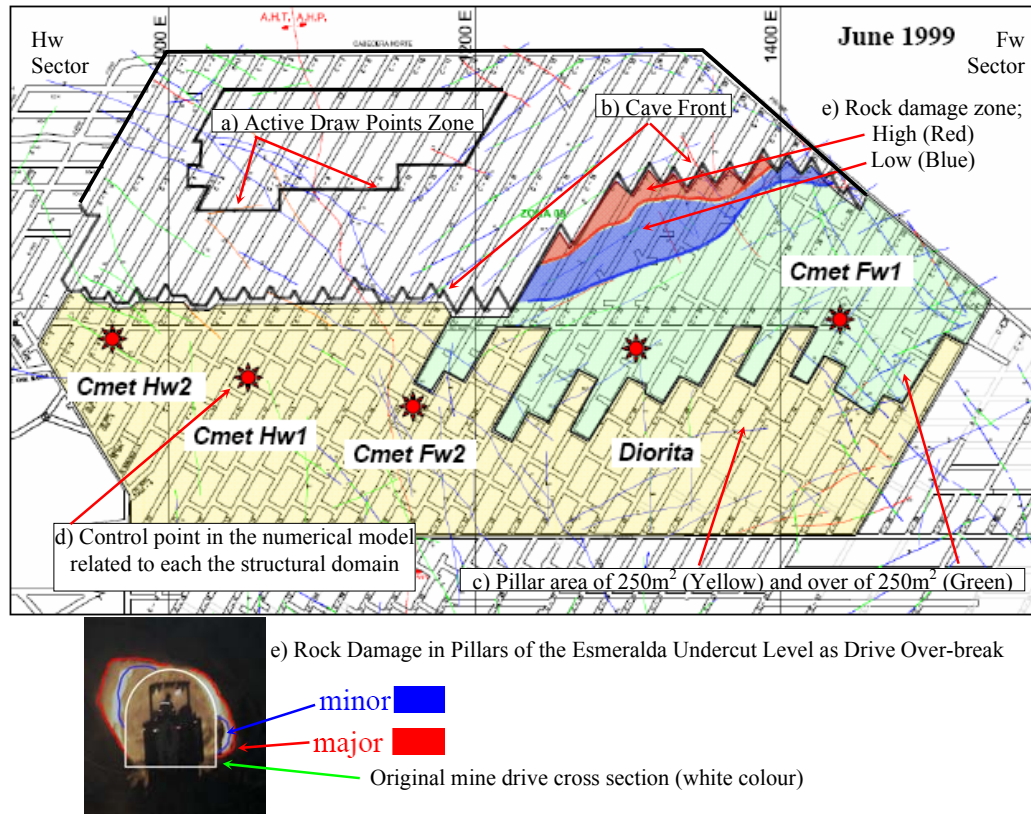 Hw
Sector
A.H.T.
A.H.P.
CABEDERA NORTE
1200 E
1400 E
June 1999
Fw
Sector
a) Active Draw Points Zone
b) Cave Front
e) Rock damage zone;
High (Red)
Low (Blue)
Cmet Fw1
Cmet Hw2
Cmet Hw1
Cmet Fw2
Diorita
d) Control point in the numerical model
related to each the structural domain
c) Pillar area of 250m² (Yellow) and over of 250m² (Green)
e) Rock Damage in Pillars of the Esmeralda Undercut Level as Drive Over-break
minor
major
Original mine drive cross section (white colour)